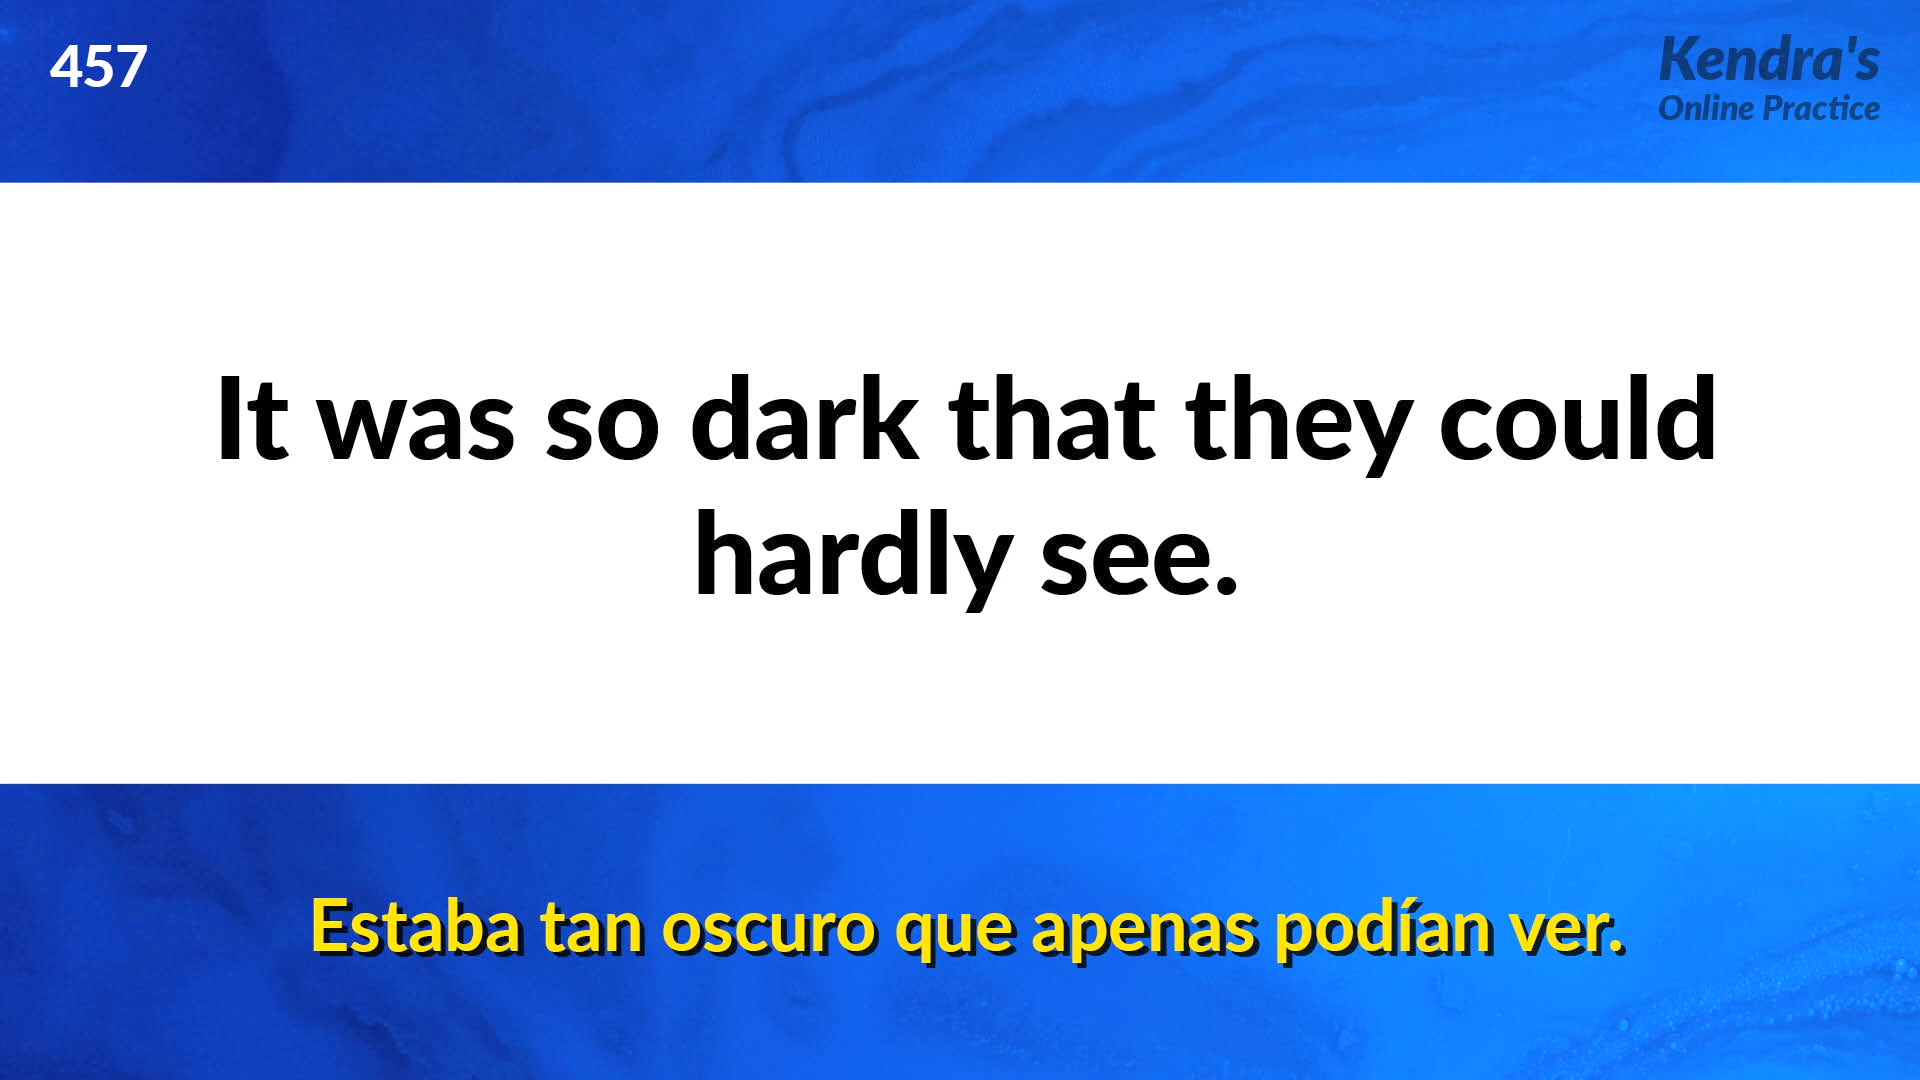 457
Kendra's
Online Practice
It was so dark that they could
hardly see.
Estaba tan oscuro que apenas podían ver.